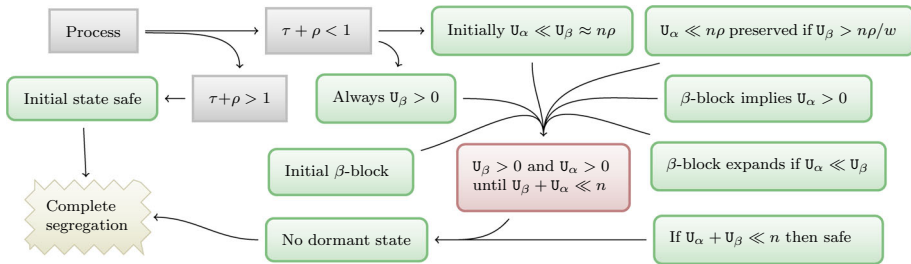 Process
τ + ρ < 1
Initially U_α ≪ U_β ≈ nρ
U_α ≪ nρ preserved if U_β > nρ/w
Initial state safe
τ+ρ > 1
Always U_β > 0
β-block implies U_α > 0
Initial β-block
U_β > 0 and U_α > 0
until U_β + U_α ≪ n
β-block expands if U_α ≪ U_β
Complete
segregation
No dormant state
If U_α + U_β ≪ n then safe